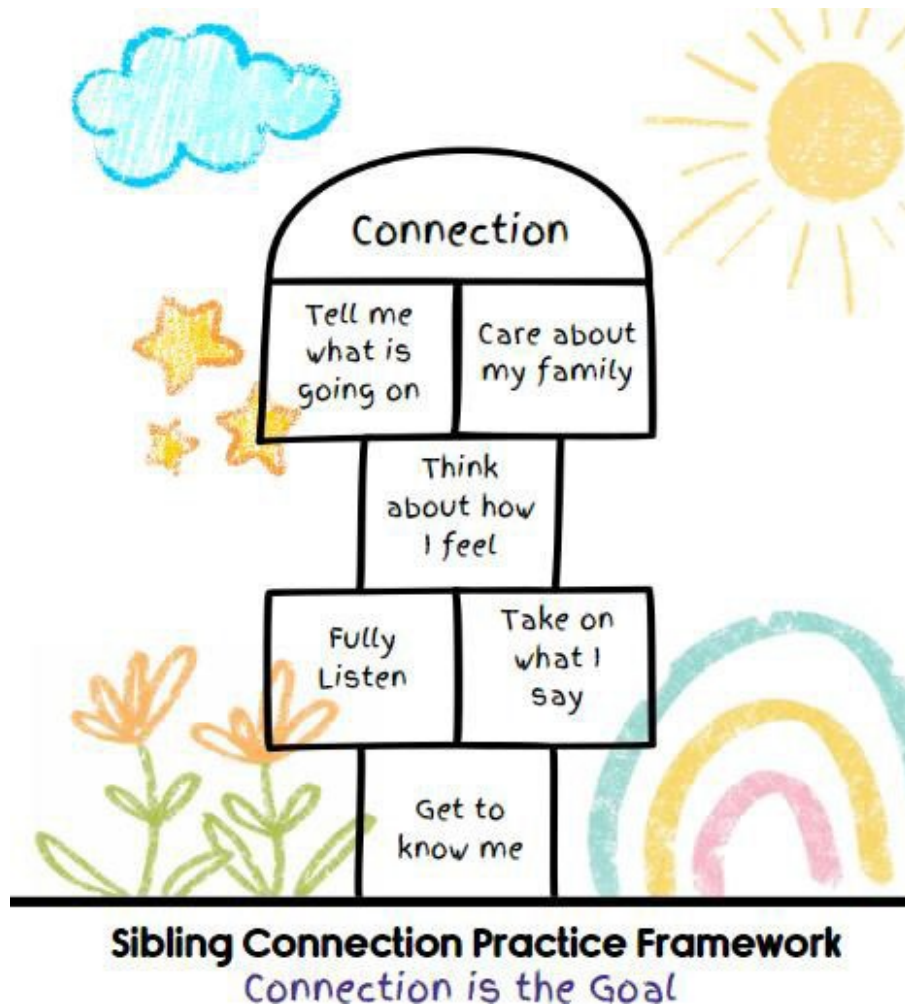 Connection
Tell me
what is
going on
Care about
my family
Think
about how
I feel
Fully
Listen
Take on
what I
say
Get to
know me
Sibling Connection Practice Framework
Connection is the Goal